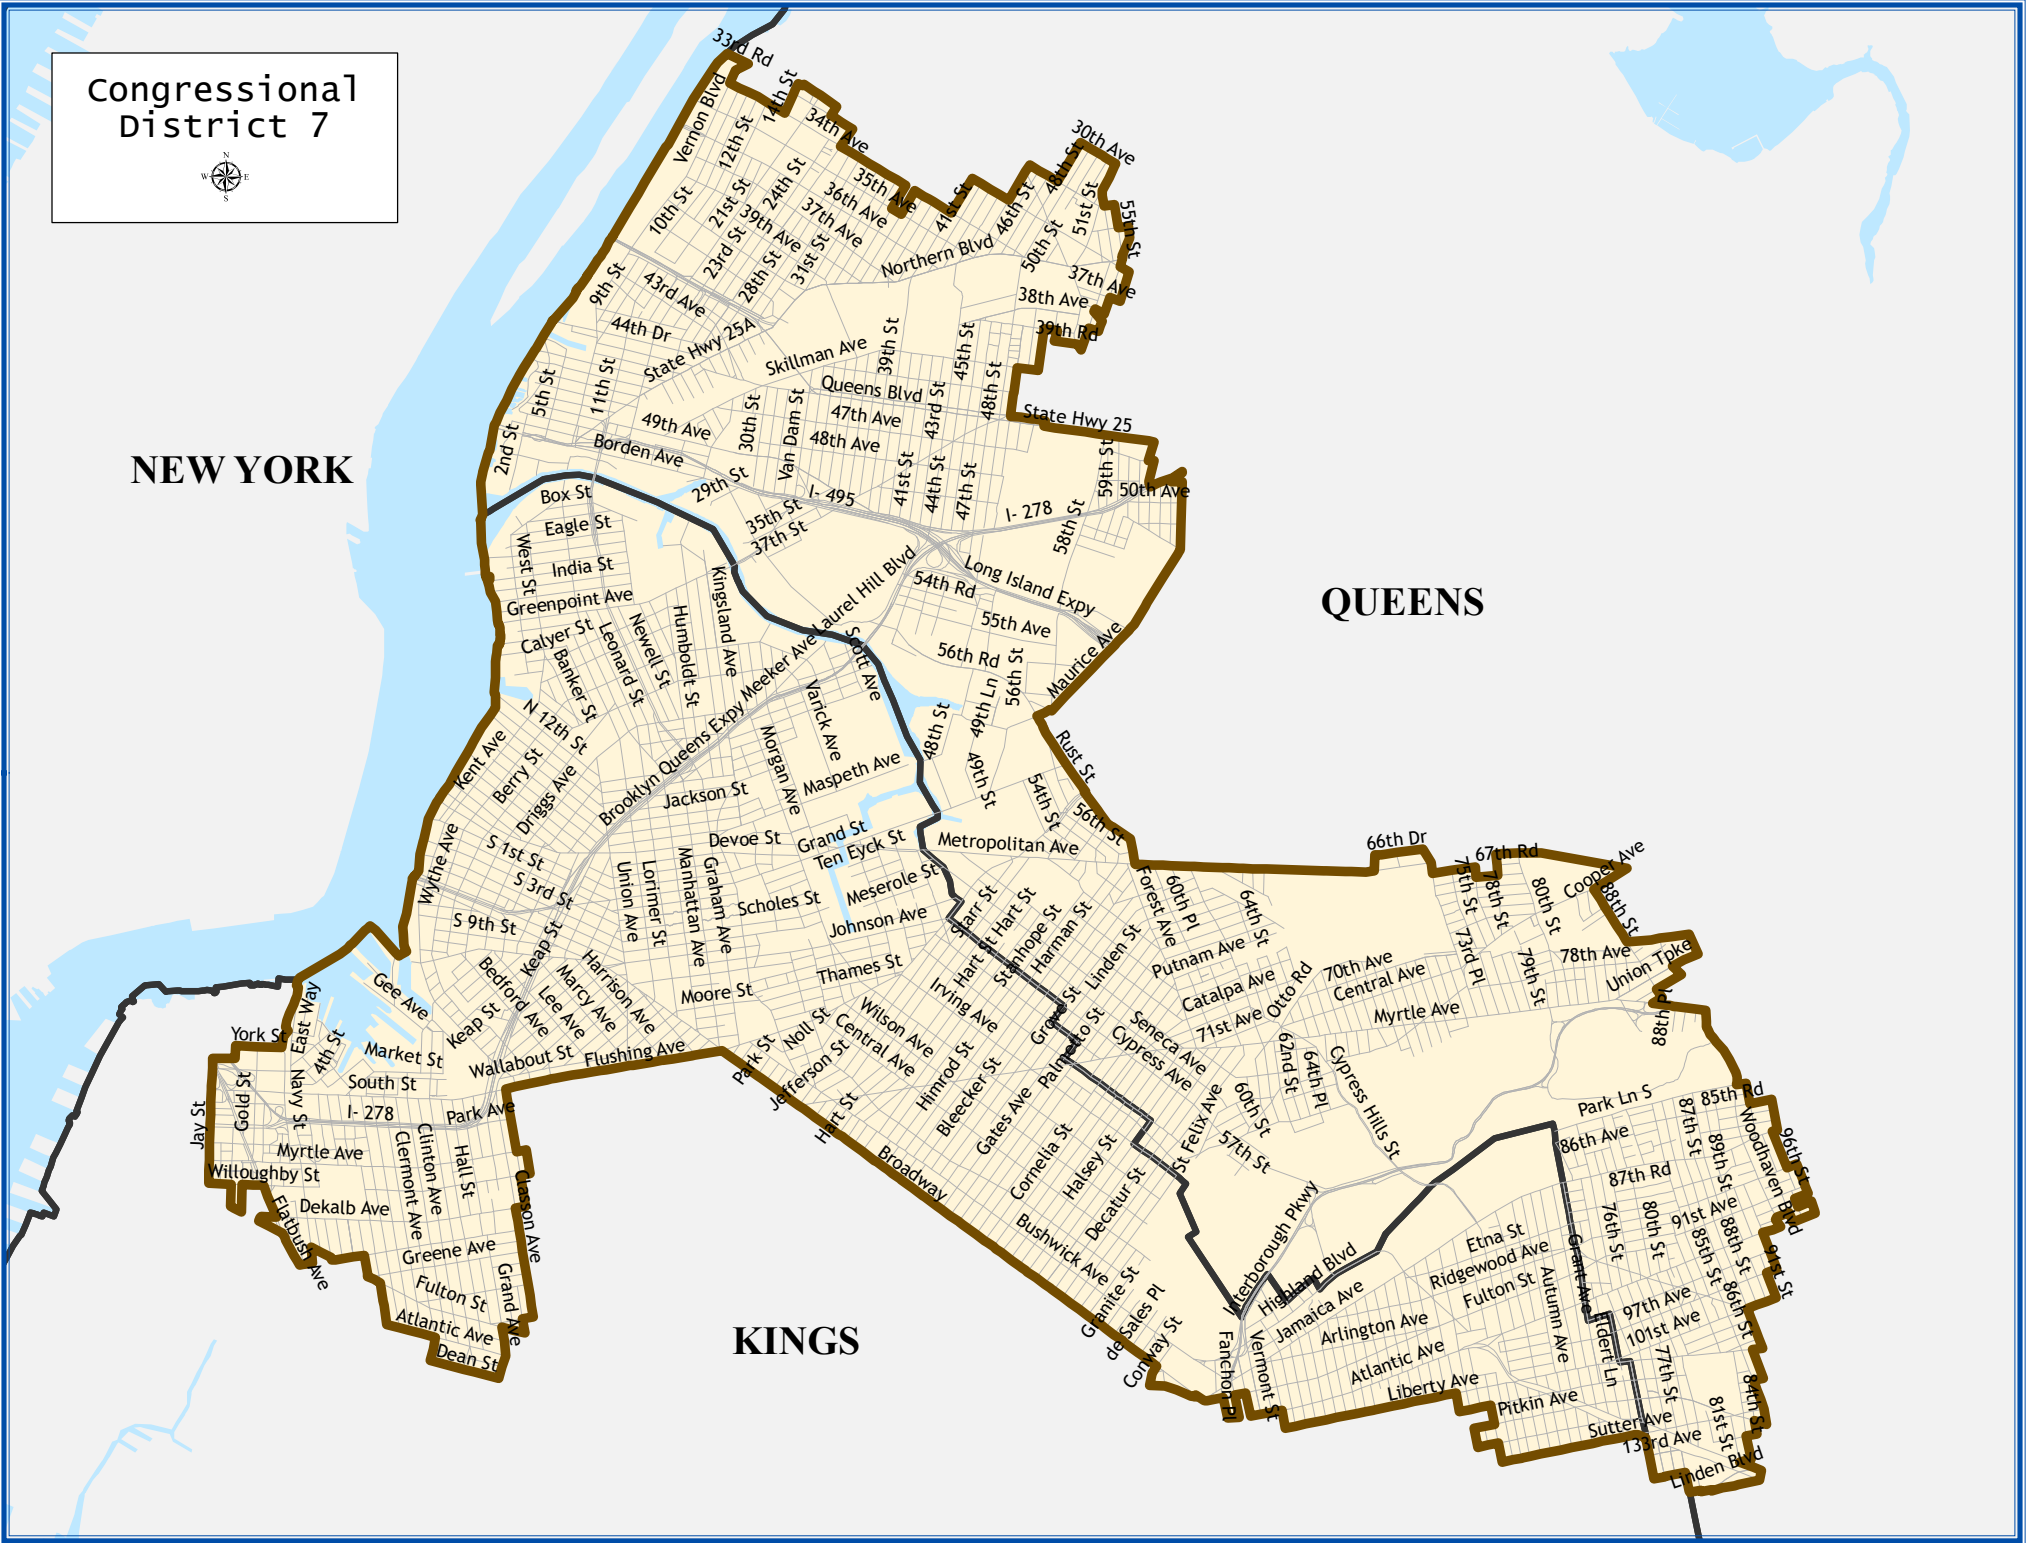 Congressional
District 7
N
W E
S
NEW YORK
QUEENS
KINGS
33rd Rd
Vernon Blvd
14th St
12th St
34th Ave
30th Ave
35th Ave
36th Ave
37th Ave
24th St
21st St
10th St
39th Ave
23rd St
28th St
31st St
41st St
46th St
48th St
51st St
55th St
50th St
Northern Blvd
37th Ave
38th Ave
39th Rd
9th St
43rd Ave
44th Dr
State Hwy 25A
Skillman Ave
39th St
45th St
48th St
Queens Blvd
43rd St
47th Ave
48th Ave
State Hwy 25
5th St
11th St
49th Ave
30th St
Van Dam St
2nd St
Borden Ave
29th St
I- 495
41st St
44th St
47th St
59th St
50th Ave
I- 278
58th St
Box St
Eagle St
35th St
37th St
West St
India St
Kingsland Ave
Laurel Hill Blvd
54th Rd
Long Island Expy
Greenpoint Ave
Newell St
Humboldt St
55th Ave
Calyer St
Leonard St
Banker St
Meeker Ave
Scott Ave
56th Rd
56th St
Maurice Ave
49th Ln
Varick Ave
N 12th St
Brooklyn Queens Expy
Morgan Ave
48th St
Rust St
Kent Ave
Berry St
Driggs Ave
Maspeth Ave
49th St
54th St
56th St
Jackson St
Wythe Ave
S 1st St
S 3rd St
Devoe St
Grand St
Ten Eyck St
Metropolitan Ave
66th Dr
67th Rd
Cooper Ave
Union Ave
Lorimer St
Manhattan Ave
Graham Ave
Scholes St
Meserole St
Johnson Ave
Forest Ave
60th Pl
64th St
75th St
78th St
80th St
88th St
S 9th St
Keap St
Starr St
Hart St
Hart St
Stanhope St
Harman St
Linden St
Putnam Ave
70th Ave
Central Ave
73rd Pl
78th Ave
79th St
Union Tpke
Gee Ave
Bedford Ave
Harrison Ave
Marcy Ave
Lee Ave
Keap St
Thames St
Moore St
Irving Ave
Catalpa Ave
Otto Rd
Myrtle Ave
88th Pl
York St
East Way
4th St
Market St
Wallabout St
Flushing Ave
Noll St
Wilson Ave
Central Ave
Grove St
Palmetto St
Seneca Ave
Cypress Ave
71st Ave
Park St
Jefferson St
62nd St
64th Pl
Cypress Hills St
Gold St
Navy St
South St
Park Ave
Jay St
I- 278
Hart St
Himrod St
Bleecker St
Gates Ave
60th St
St Felix Ave
57th St
Park Ln S
85th Rd
86th Ave
87th St
Woodhaven Blvd
96th St
89th St
Myrtle Ave
Willoughby St
Clermont Ave
Clinton Ave
Hall St
Classon Ave
Broadway
Cornelia St
Halsey St
Decatur St
87th Rd
Dekalb Ave
Flatbush Ave
Greene Ave
Fulton St
Grand Ave
Atlantic Ave
Dean St
Bushwick Ave
Interborough Pkwy
Highland Blvd
Etna St
Ridgewood Ave
Fulton St
Grant Ave
76th St
80th St
91st Ave
85th St
88th St
91st St
86th St
Granite St
de Sales Pl
Conway St
Jamaica Ave
Arlington Ave
Autumn Ave
Eldert Ln
97th Ave
101st Ave
Fanchon Pl
Vermont St
Atlantic Ave
Liberty Ave
Pitkin Ave
77th St
81st St
84th St
Sutter Ave
133rd Ave
Linden Blvd